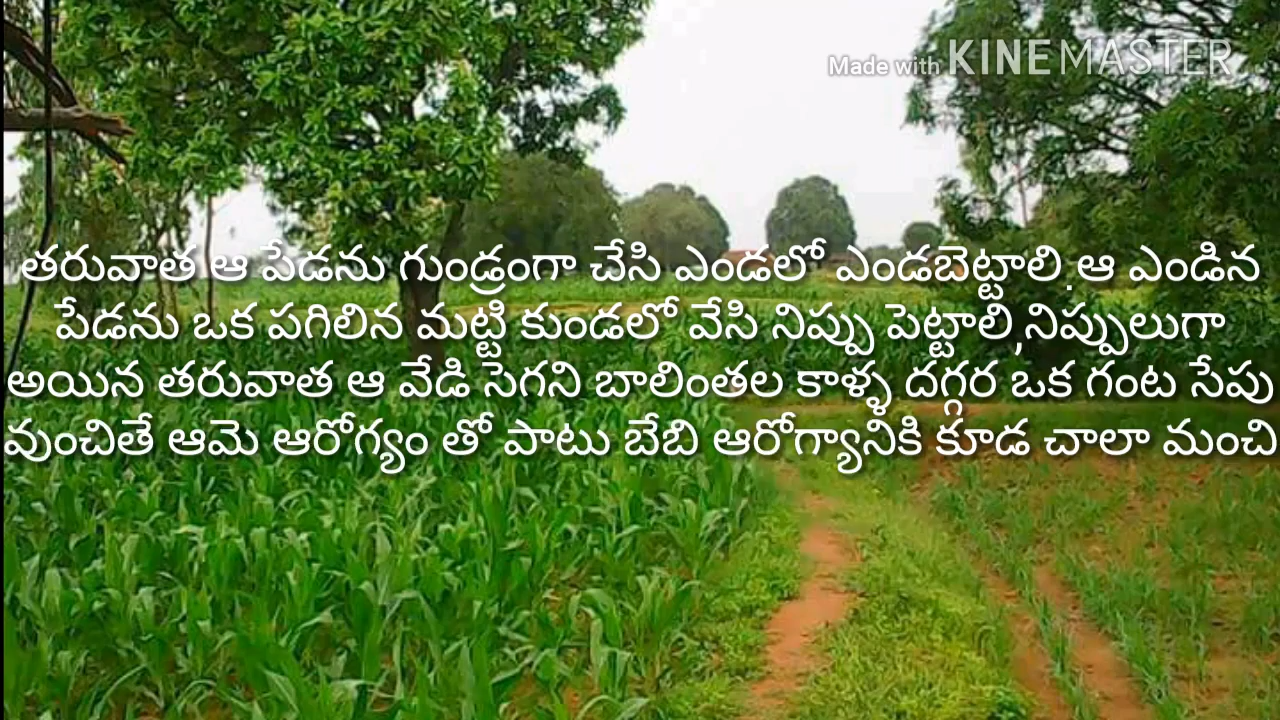 Made with KINEMASTER
తరువాత ఆ పేడను గుండ్రంగా చేసి ఎండలో ఎండబెట్టాలి.ఆ ఎండిన
పేడను ఒక పగిలిన మట్టి కుండలో వేసి నిప్పు పెట్టాలి,నిప్పులుగా
అయిన తరువాత ఆ వేడి సెగని బాలింతల కాళ్ళ దగ్గర ఒక గంట సేపు
వుంచితే ఆమె ఆరోగ్యం తో పాటు బేబి ఆరోగ్యానికి కూడ చాలా మంచి